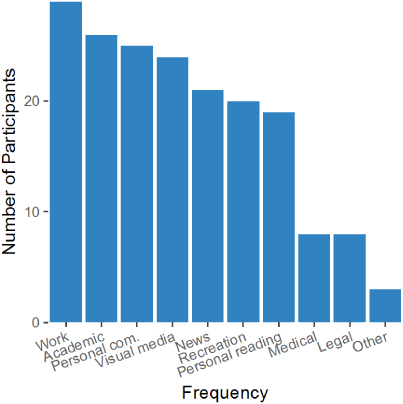 Number of Participants
20
10
0
Work
Academic
Personal com.
Visual media
News
Recreation
Personal reading
Medical
Legal
Other
Frequency